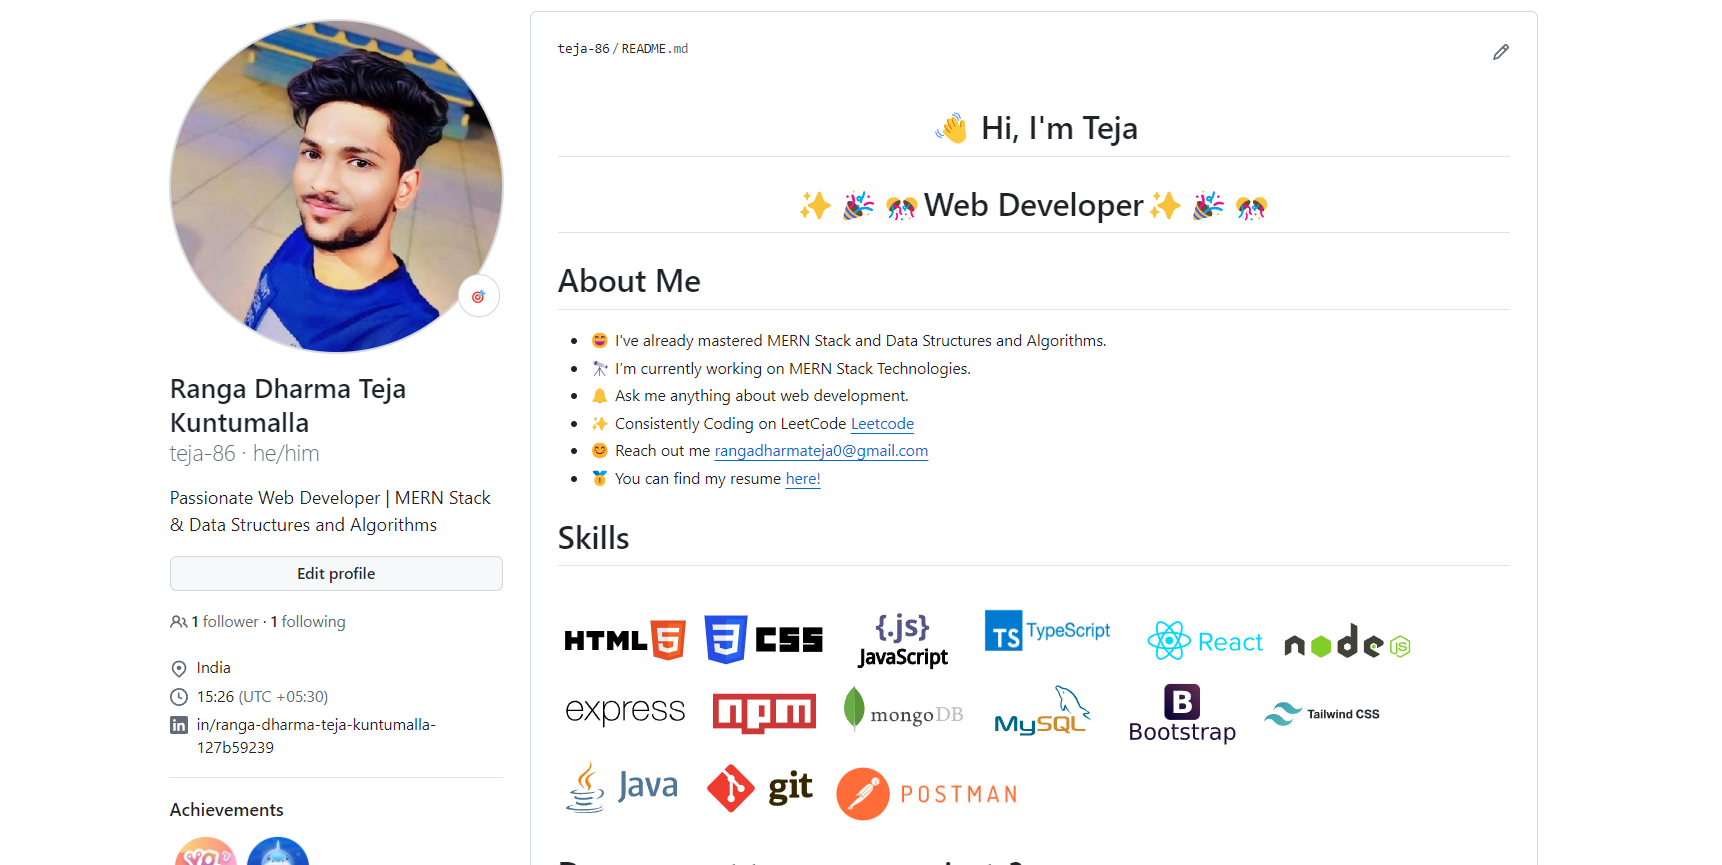 Ranga Dharma Teja
Kuntumalla
teja-86 · he/him
Passionate Web Developer | MERN Stack
& Data Structures and Algorithms
Edit profile
1 follower · 1 following
India
15:26 (UTC +05:30)
in/ranga-dharma-teja-kuntumalla-
127b59239
Achievements
teja-86 / README.md
👋 Hi, I'm Teja
✨ 🎉 🎊 Web Developer ✨ 🎉 🎊
About Me
• 😄 I've already mastered MERN Stack and Data Structures and Algorithms.
• 🔭 I'm currently working on MERN Stack Technologies.
• 🔔 Ask me anything about web development.
• ✨ Consistently Coding on LeetCode Leetcode
• 😊 Reach out me rangadharmateja0@gmail.com
• 🥇 You can find my resume here!
Skills
HTML 5 3 CSS {.js} JavaScript TS TypeScript React node JS
express npm mongoDB MySQL B Bootstrap Tailwind CSS
Java git POSTMAN